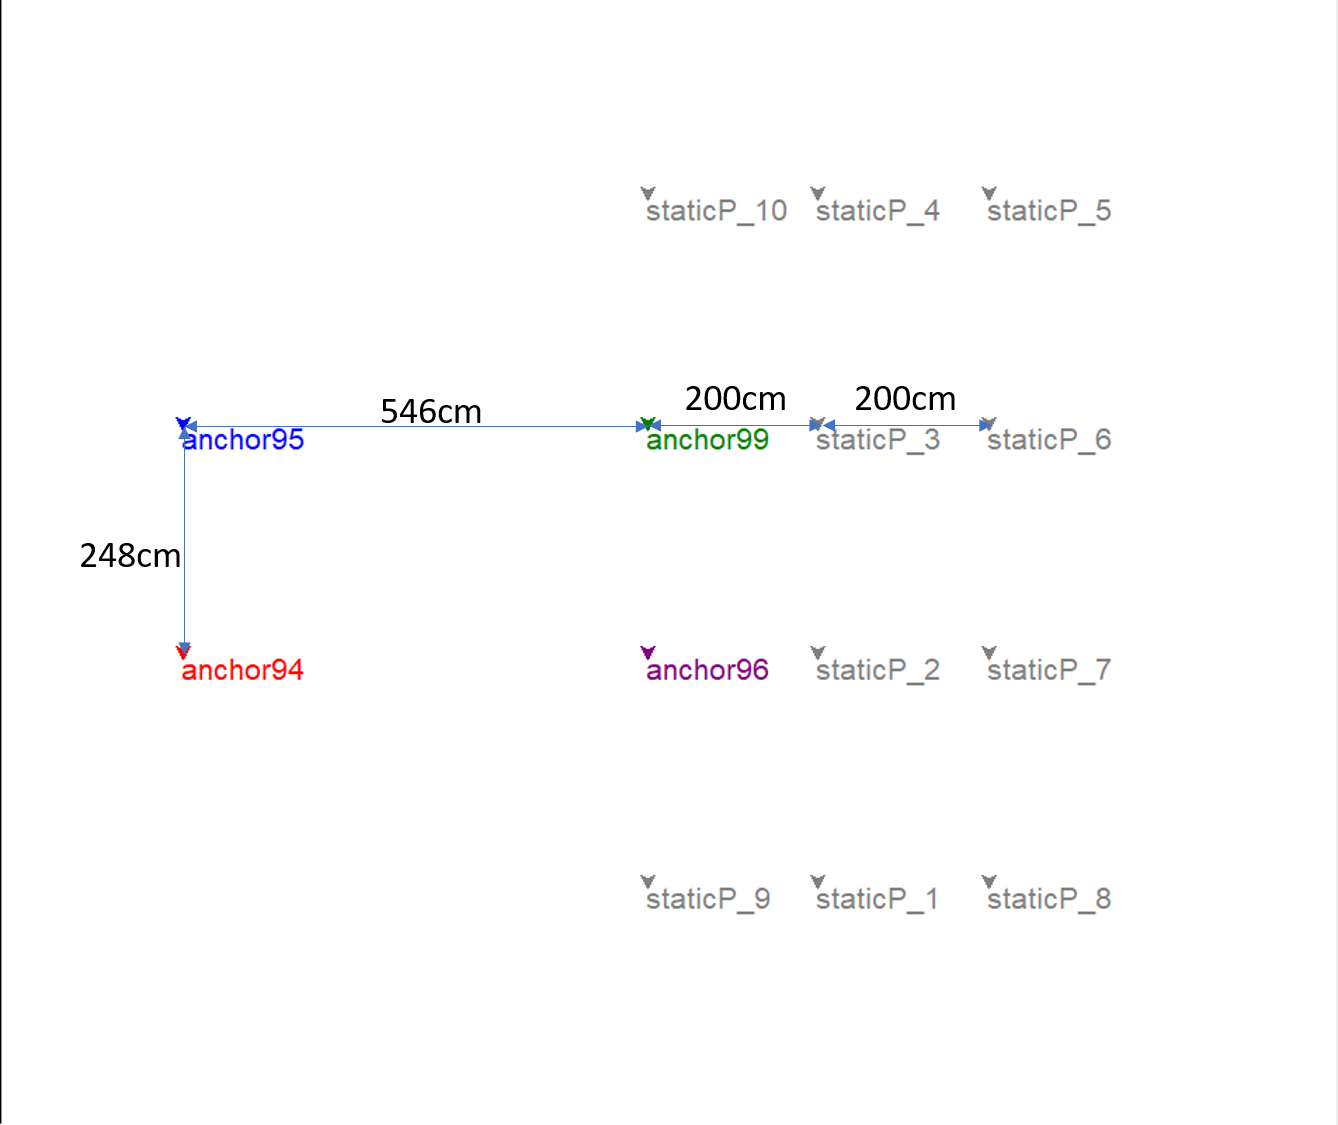 staticP_10 staticP_4 staticP_5
546cm 200cm 200cm
anchor95 anchor99 staticP_3 staticP_6
248cm
anchor94 anchor96 staticP_2 staticP_7
staticP_9 staticP_1 staticP_8